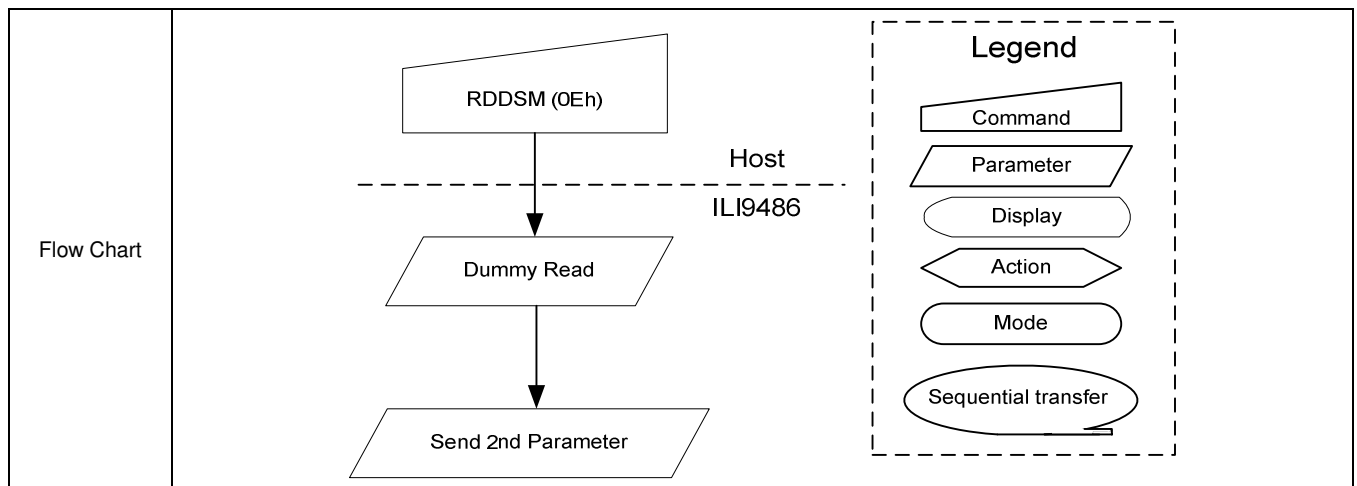 Flow Chart
RDDSM (0Eh)
Host
ILI9486
Dummy Read
Send 2nd Parameter
Legend
Command
Parameter
Display
Action
Mode
Sequential transfer